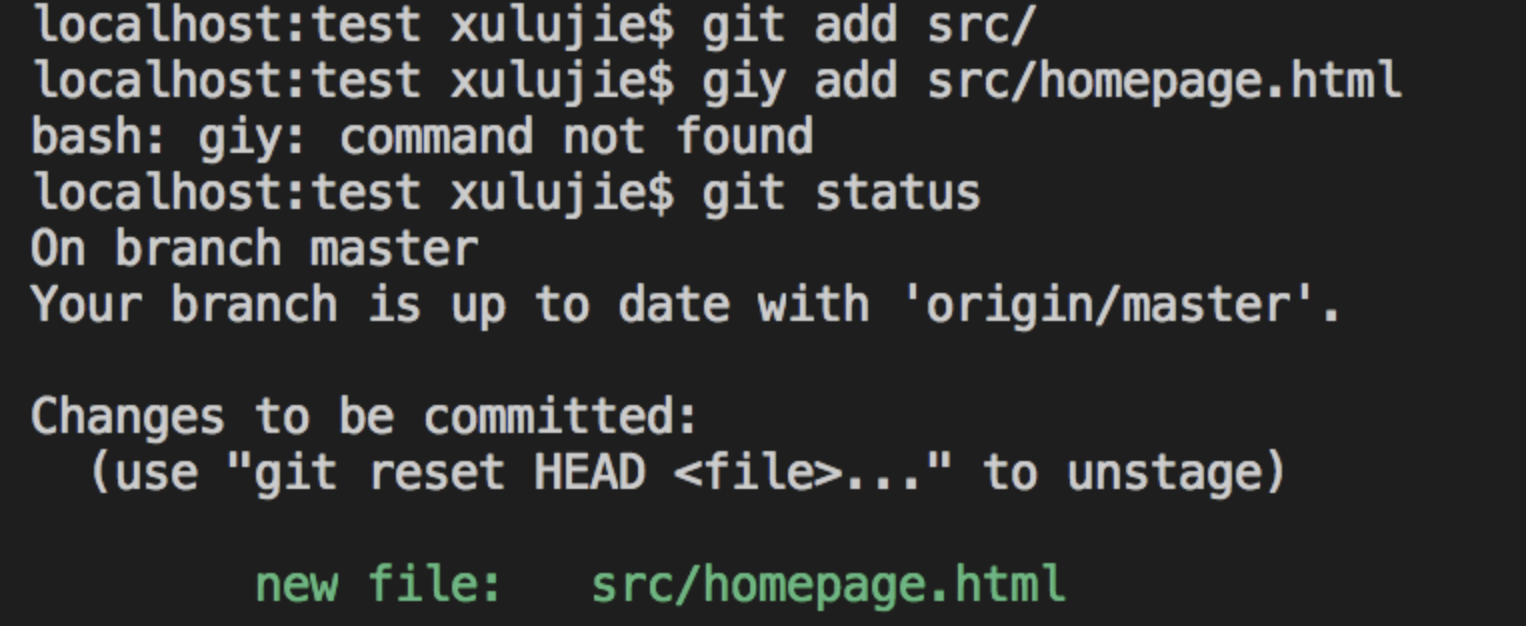 localhost:test xulujie$ git add src/
localhost:test xulujie$ giy add src/homepage.html
bash: giy: command not found
localhost:test xulujie$ git status
On branch master
Your branch is up to date with 'origin/master'.
Changes to be committed:
(use "git reset HEAD <file>..." to unstage)
new file:   src/homepage.html